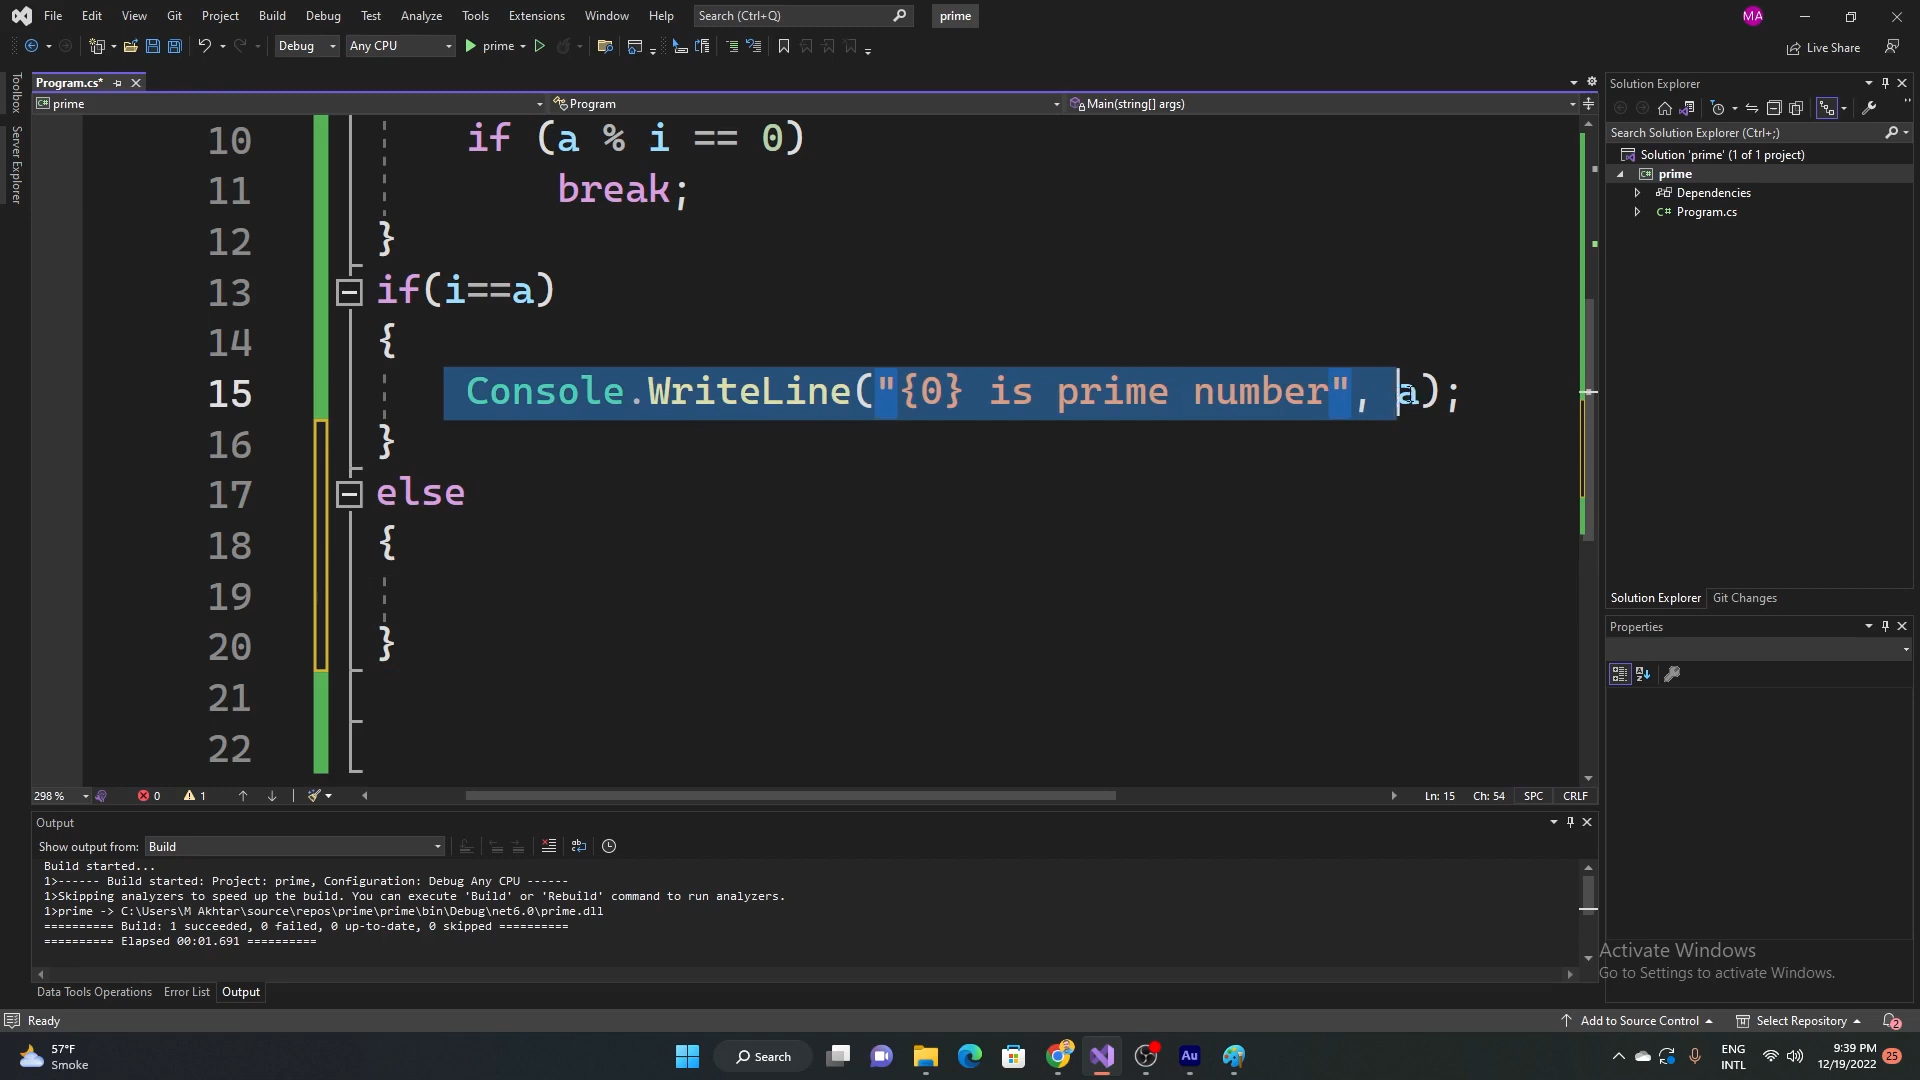 File Edit View Git Project Build Debug Test Analyze Tools Extensions Window Help Search (Ctrl+Q) prime MA
Debug Any CPU prime Live Share
Toolbox
Server Explorer
Program.cs*
prime Program Main(string[] args)
10 if (a % i == 0)
11 break;
12 }
13 if(i==a)
14 {
15 Console.WriteLine("{0} is prime number", a);
16 }
17 else
18 {
19
20 }
21
22
298 % 0 1 Ln: 15 Ch: 54 SPC CRLF
Output
Show output from: Build
Build started...
1>------ Build started: Project: prime, Configuration: Debug Any CPU ------
1>Skipping analyzers to speed up the build. You can execute 'Build' or 'Rebuild' command to run analyzers.
1>prime -> C:\Users\M Akhtar\source\repos\prime\prime\bin\Debug\net6.0\prime.dll
========== Build: 1 succeeded, 0 failed, 0 up-to-date, 0 skipped ==========
========== Elapsed 00:01.691 ==========
Data Tools Operations Error List Output
Solution Explorer
Search Solution Explorer (Ctrl+;)
Solution 'prime' (1 of 1 project)
C# prime
Dependencies
C# Program.cs
Solution Explorer Git Changes
Properties
Activate Windows
Go to Settings to activate Windows.
Ready Add to Source Control Select Repository 2
57°F
Smoke
Search
Au
ENG
INTL
9:39 PM
12/19/2022
25